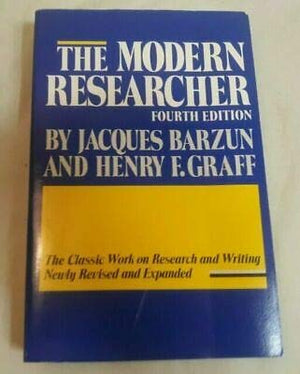 THE MODERN
RESEARCHER
FOURTH EDITION
BY JACQUES BARZUN
AND HENRY F. GRAFF
The Classic Work on Research and Writing
Newly Revised and Expanded